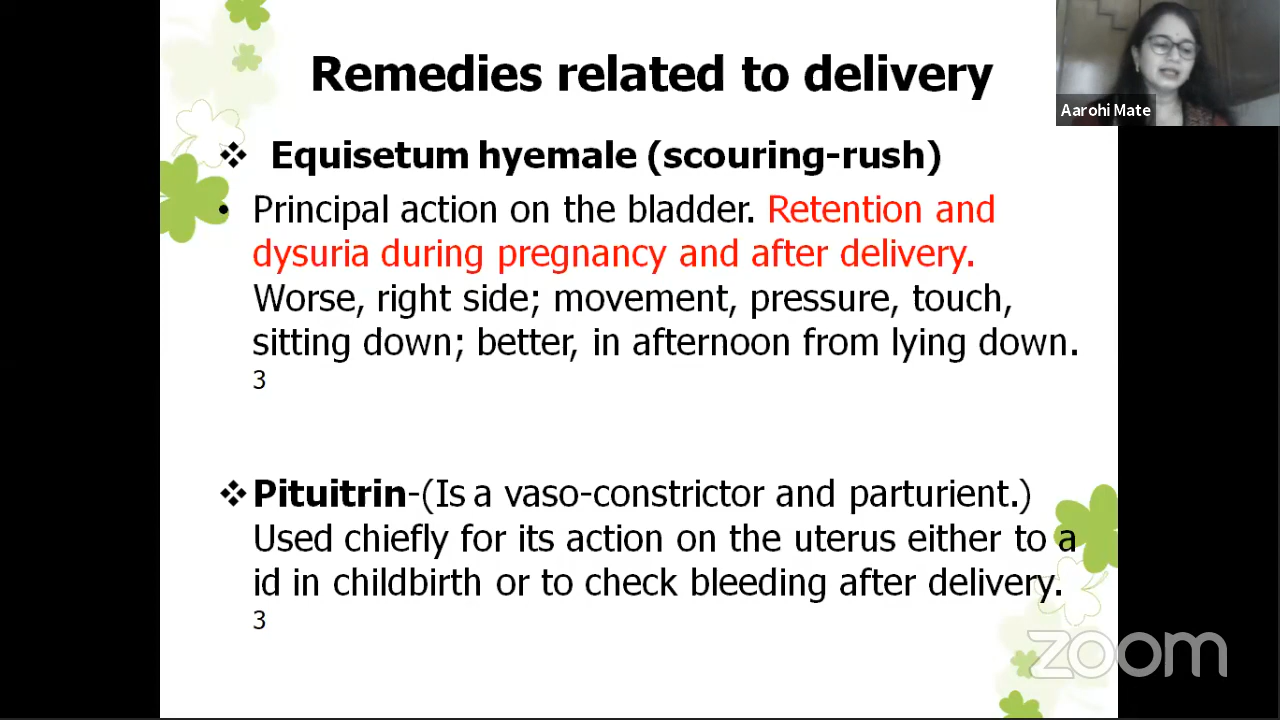 Remedies related to delivery
Aarohi Mate
❖ Equisetum hyemale (scouring-rush)
• Principal action on the bladder. Retention and
dysuria during pregnancy and after delivery.
Worse, right side; movement, pressure, touch,
sitting down; better, in afternoon from lying down.
3
❖Pituitrin-(Is a vaso-constrictor and parturient.)
Used chiefly for its action on the uterus either to a
id in childbirth or to check bleeding after delivery.
3
zoom